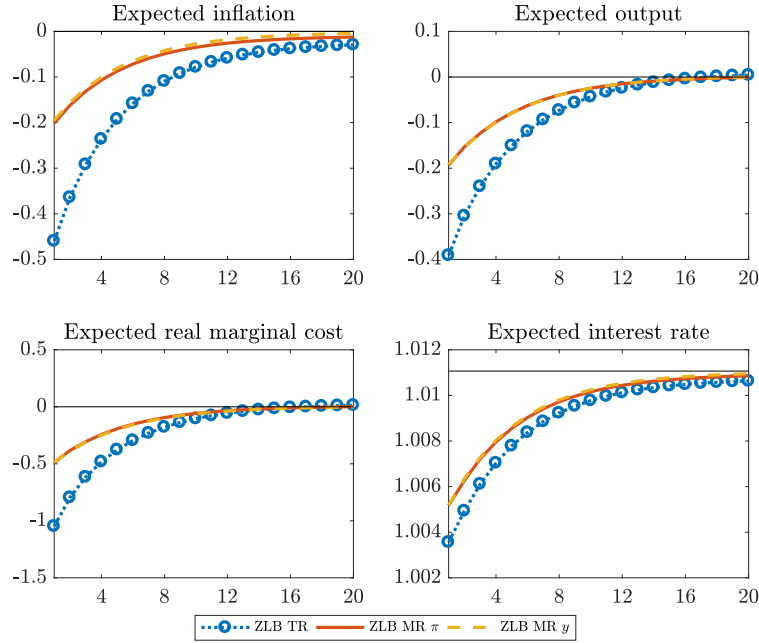 Expected inflation
0
-0.1
-0.2
-0.3
-0.4
-0.5
4 8 12 16 20
Expected output
0.1
0
-0.1
-0.2
-0.3
-0.4
4 8 12 16 20
Expected real marginal cost
0.5
0
-0.5
-1
-1.5
4 8 12 16 20
Expected interest rate
1.012
1.01
1.008
1.006
1.004
1.002
4 8 12 16 20
ZLB TR ZLB MR π ZLB MR y